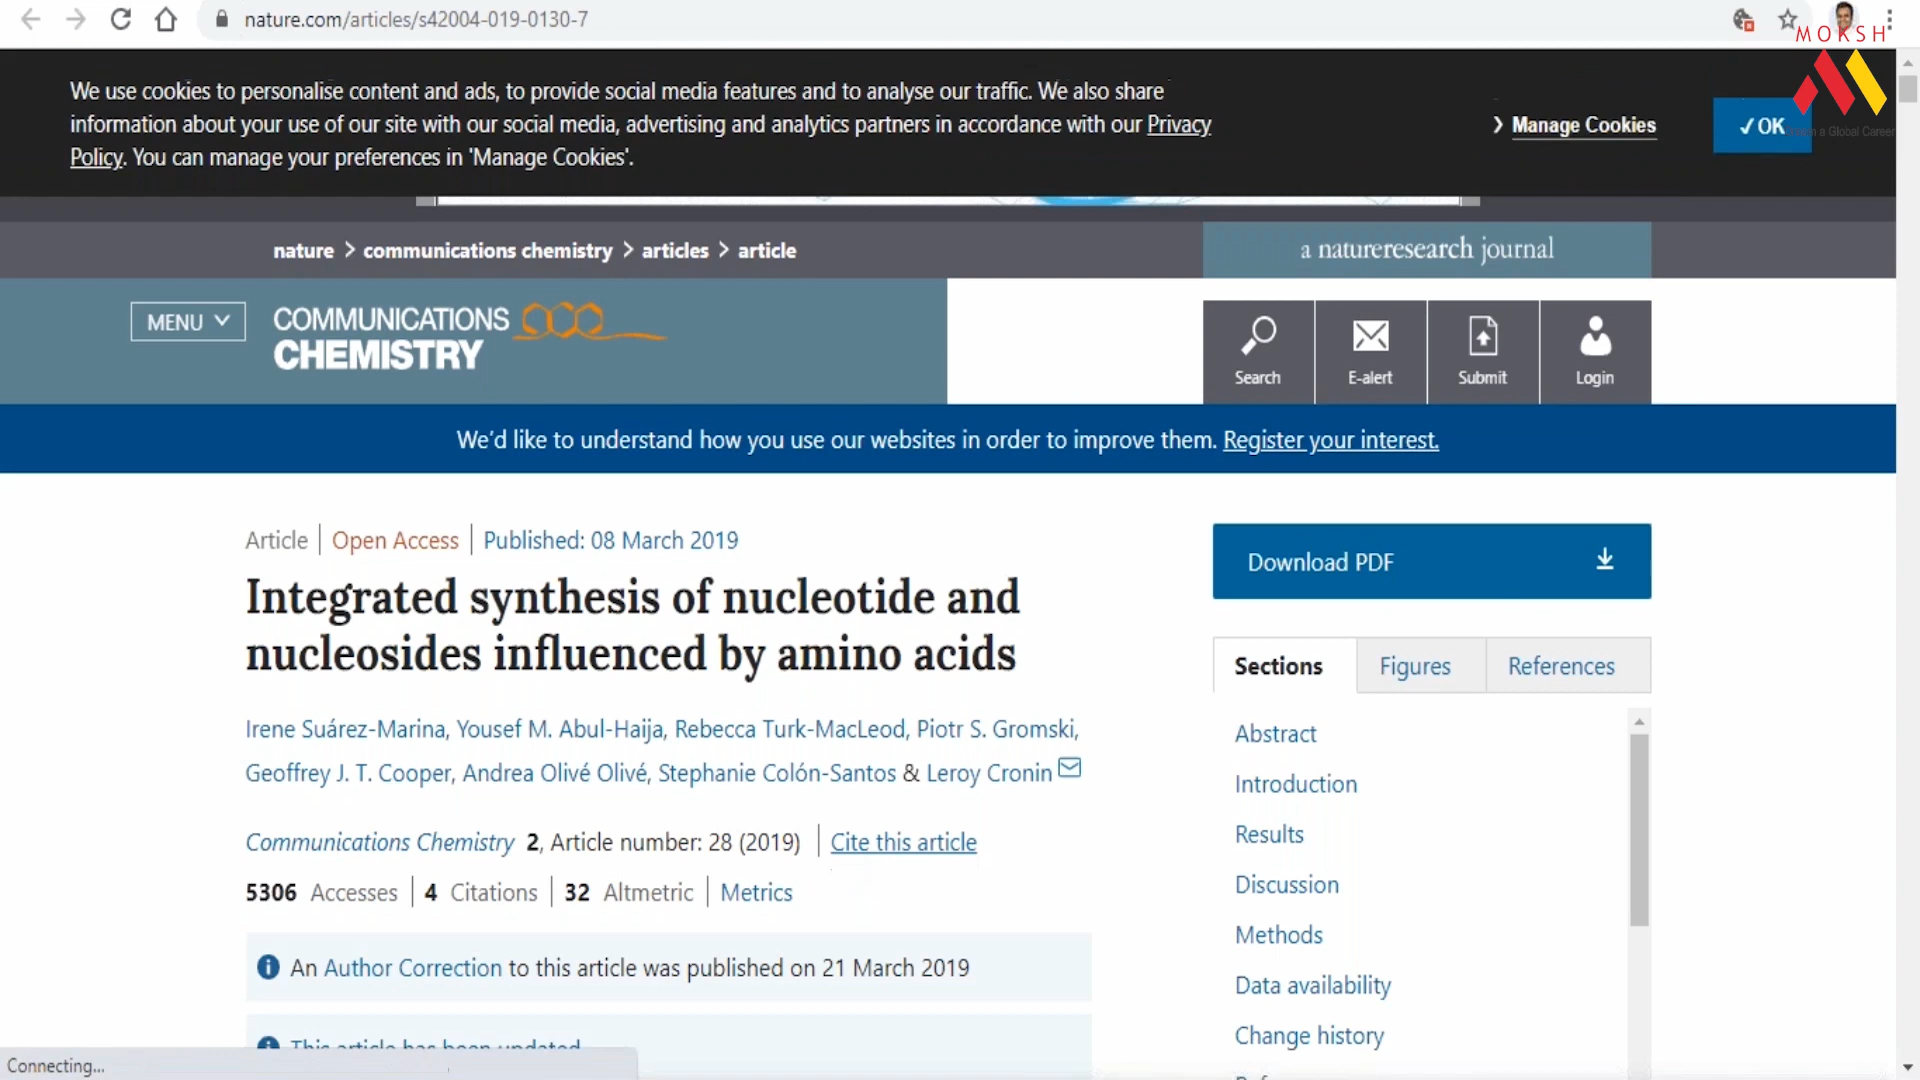 nature.com/articles/s42004-019-0130-7
MOKSH
We use cookies to personalise content and ads, to provide social media features and to analyse our traffic. We also share
information about your use of our site with our social media, advertising and analytics partners in accordance with our Privacy
Policy. You can manage your preferences in 'Manage Cookies'.
Manage Cookies
✓OK
a Global Career
nature > communications chemistry > articles > article
a natureresearch journal
MENU
COMMUNICATIONS
CHEMISTRY
Search
E-alert
Submit
Login
We'd like to understand how you use our websites in order to improve them. Register your interest.
Article | Open Access | Published: 08 March 2019
Integrated synthesis of nucleotide and
nucleosides influenced by amino acids
Irene Suárez-Marina, Yousef M. Abul-Haija, Rebecca Turk-MacLeod, Piotr S. Gromski,
Geoffrey J. T. Cooper, Andrea Olivé Olivé, Stephanie Colón-Santos & Leroy Cronin
Communications Chemistry 2, Article number: 28 (2019) | Cite this article
5306 Accesses | 4 Citations | 32 Altmetric | Metrics
An Author Correction to this article was published on 21 March 2019
This article has been updated
Download PDF
Sections
Figures
References
Abstract
Introduction
Results
Discussion
Methods
Data availability
Change history
Connecting...